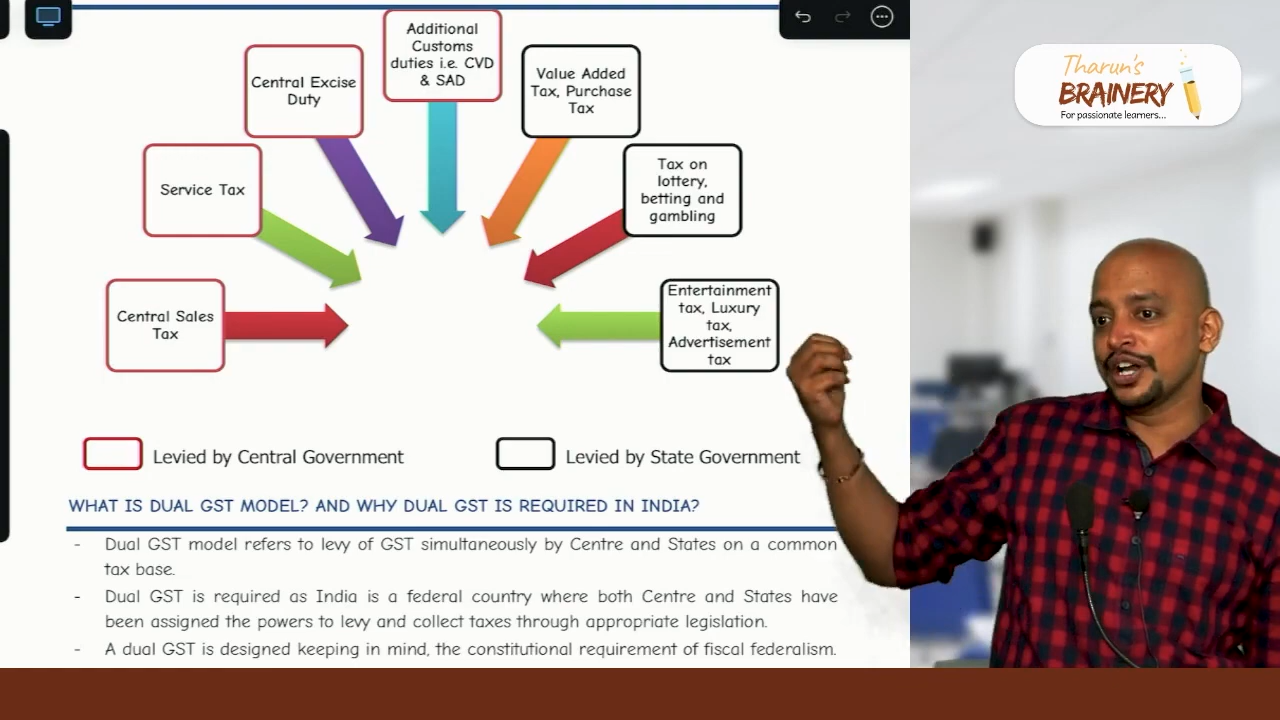 Additional
Customs
duties i.e. CVD
& SAD
Central Excise
Duty
Value Added
Tax, Purchase
Tax
Service Tax
Tax on
lottery,
betting and
gambling
Central Sales
Tax
Entertainment
tax, Luxury
tax,
Advertisement
tax
Levied by Central Government
Levied by State Government
WHAT IS DUAL GST MODEL? AND WHY DUAL GST IS REQUIRED IN INDIA?
- Dual GST model refers to levy of GST simultaneously by Centre and States on a common
tax base.
- Dual GST is required as India is a federal country where both Centre and States have
been assigned the powers to levy and collect taxes through appropriate legislation.
- A dual GST is designed keeping in mind, the constitutional requirement of fiscal federalism.
Tharun's
BRAINERY
For passionate learners...